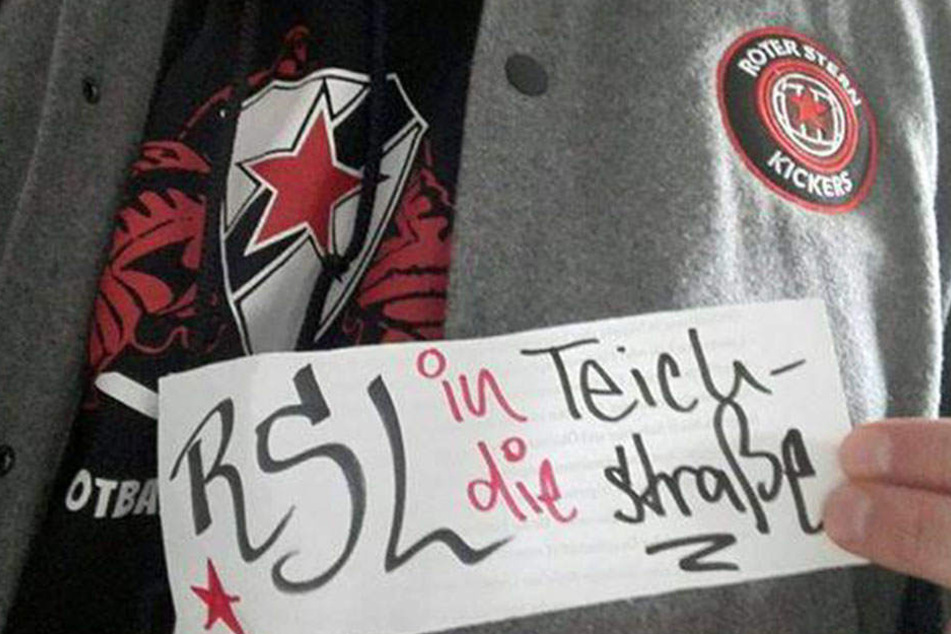 ROTER STERN
KICKERS
OTBA
RSL in Teich-
die straße